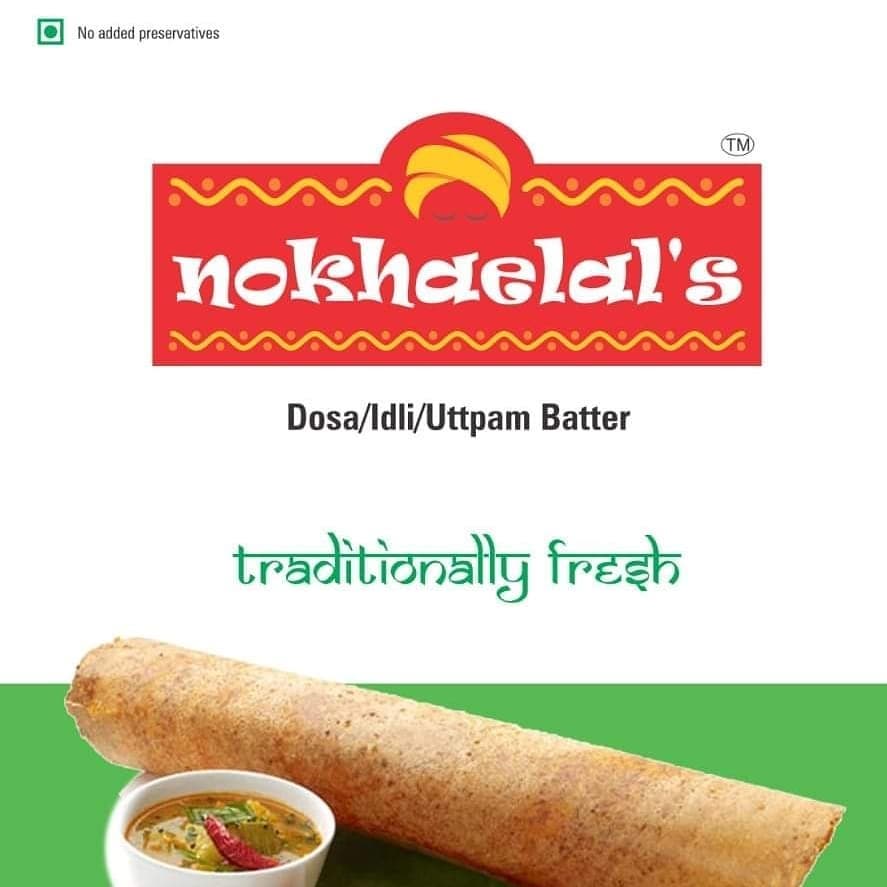 No added preservatives
TM
nokhaelal's
Dosa/Idli/Uttpam Batter
traditionally fresh